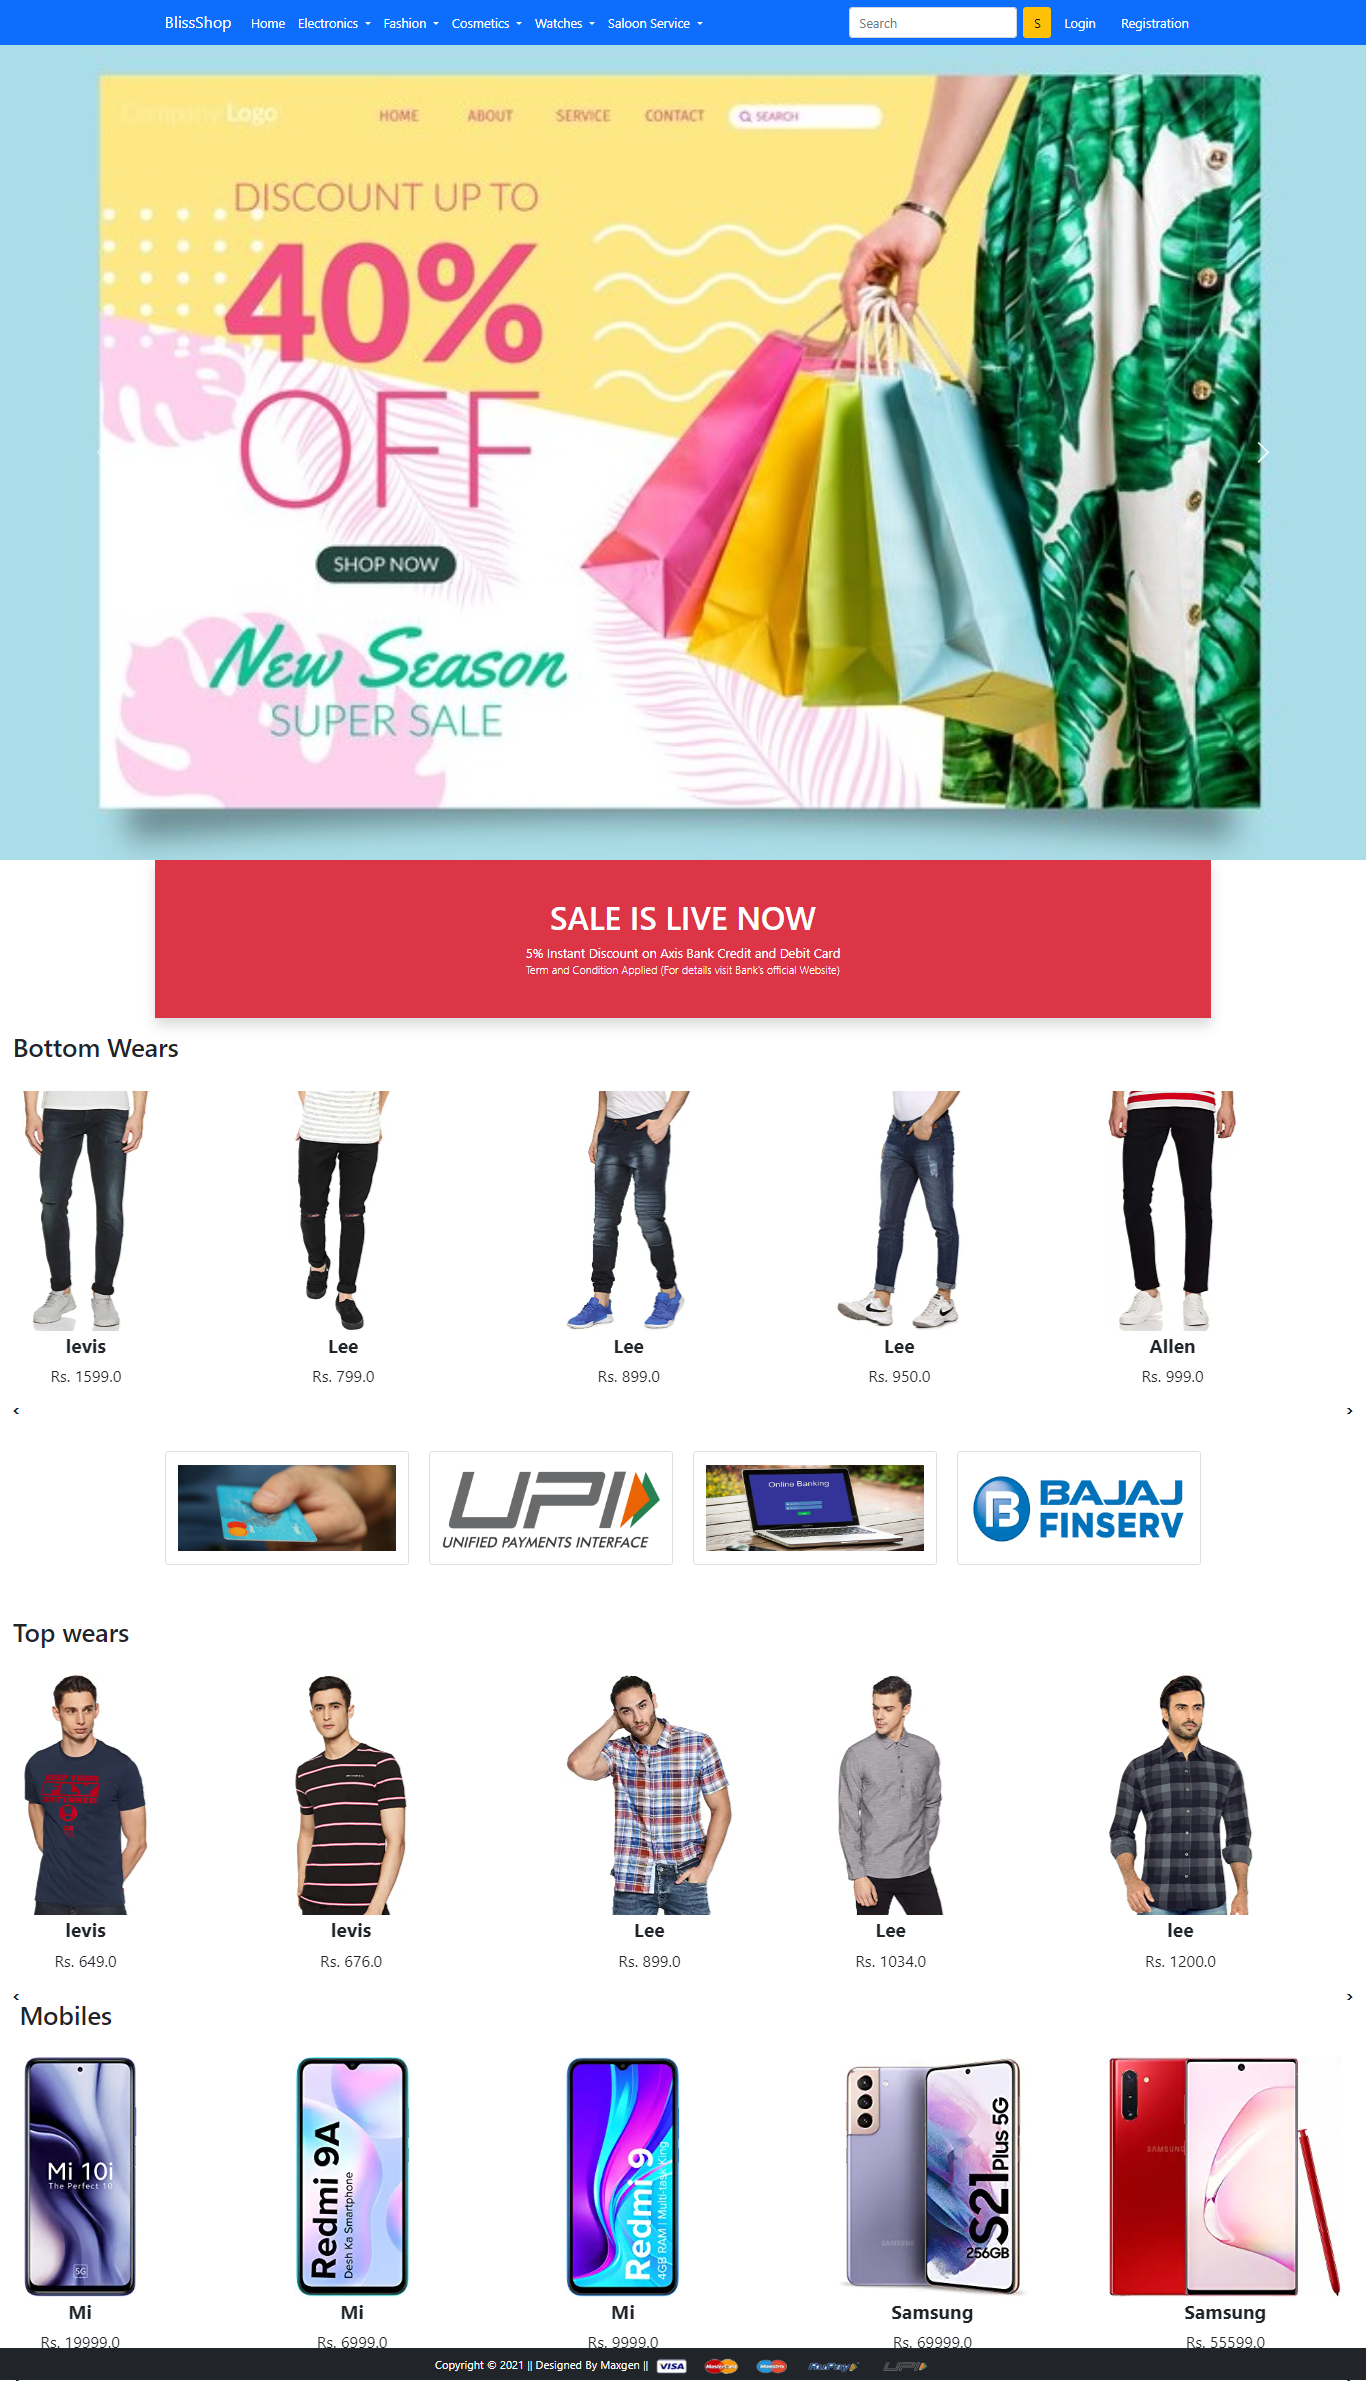 BlissShop Home Electronics Fashion Cosmetics Watches Saloon Service Search S Login Registration
Company Logo HOME ABOUT SERVICE CONTACT SEARCH
DISCOUNT UP TO
40%
OFF
SHOP NOW
New Season
SUPER SALE
SALE IS LIVE NOW
5% Instant Discount on Axis Bank Credit and Debit Card
Term and Condition Applied (For details visit Bank's official Website)
Bottom Wears
levis Lee Lee Lee Allen
Rs. 1599.0 Rs. 799.0 Rs. 899.0 Rs. 950.0 Rs. 999.0
‹ ›
UPI
UNIFIED PAYMENTS INTERFACE
Online Banking
BAJAJ
FINSERV
Top wears
levis levis Lee Lee lee
Rs. 649.0 Rs. 676.0 Rs. 899.0 Rs. 1034.0 Rs. 1200.0
‹ ›
Mobiles
Mi 10i
The Perfect 10
5G
Redmi 9A
Desh Ka Smartphone
Redmi 9
4GB RAM | Multi-task King
SAMSUNG
S21 Plus 5G
256GB
SAMSUNG
Mi Mi Mi Samsung Samsung
Rs. 19999.0 Rs. 6999.0 Rs. 9999.0 Rs. 69999.0 Rs. 55599.0
Copyright © 2021 || Designed By Maxgen || VISA MasterCard Maestro RuPay UPI